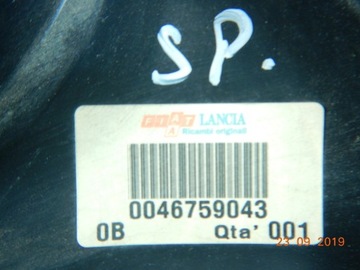 SP.
FIAT LANCIA
A Ricambi originali
0046759043
0B Qta' 001
23 09 2019